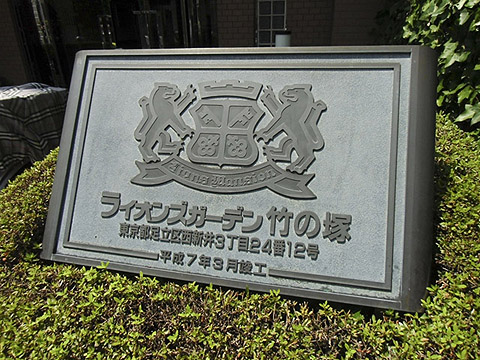 Lions Mansion
ライオンズガーデン竹の塚
東京都足立区西新井3丁目24番12号
平成7年3月竣工